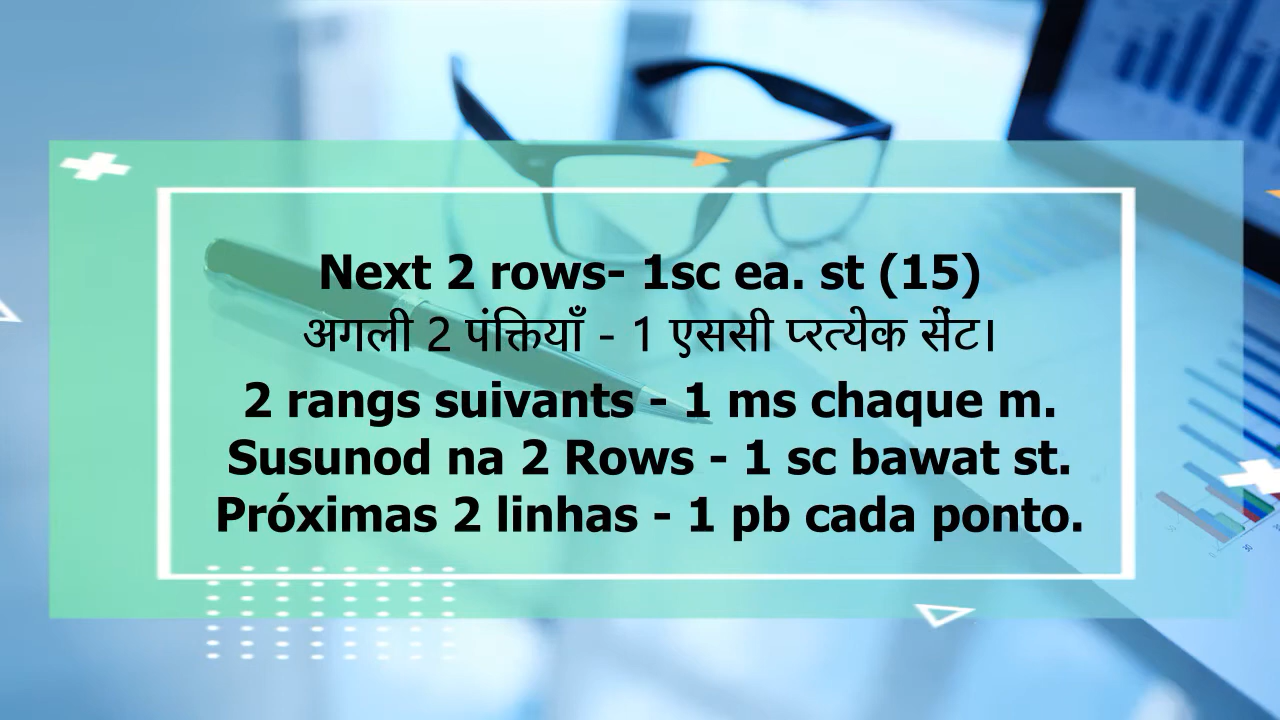 Next 2 rows- 1sc ea. st (15)
अगली 2 पंक्तियाँ - 1 एससी प्रत्येक सेंट।
2 rangs suivants - 1 ms chaque m.
Susunod na 2 Rows - 1 sc bawat st.
Próximas 2 linhas - 1 pb cada ponto.